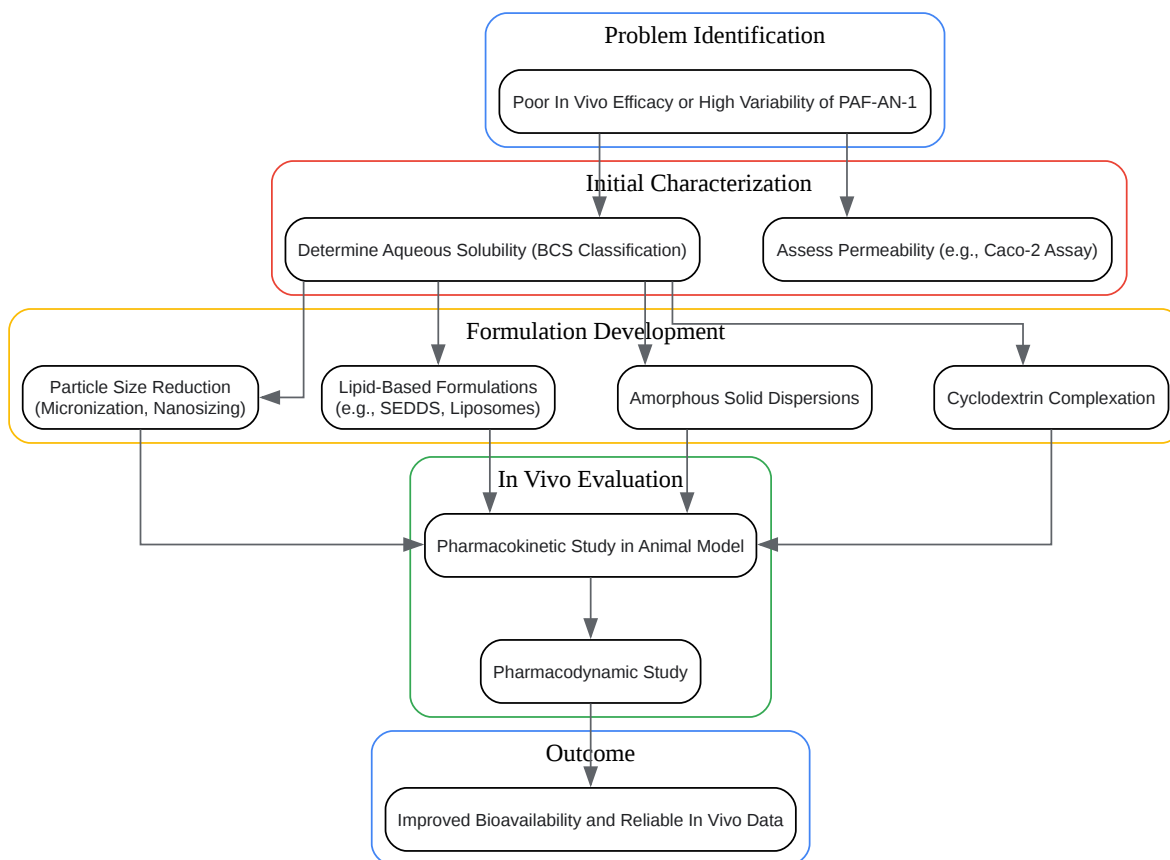 Problem Identification
Poor In Vivo Efficacy or High Variability of PAF-AN-1
Initial Characterization
Determine Aqueous Solubility (BCS Classification)
Assess Permeability (e.g., Caco-2 Assay)
Formulation Development
Particle Size Reduction
(Micronization, Nanosizing)
Lipid-Based Formulations
(e.g., SEDDS, Liposomes)
Amorphous Solid Dispersions
Cyclodextrin Complexation
In Vivo Evaluation
Pharmacokinetic Study in Animal Model
Pharmacodynamic Study
Outcome
Improved Bioavailability and Reliable In Vivo Data